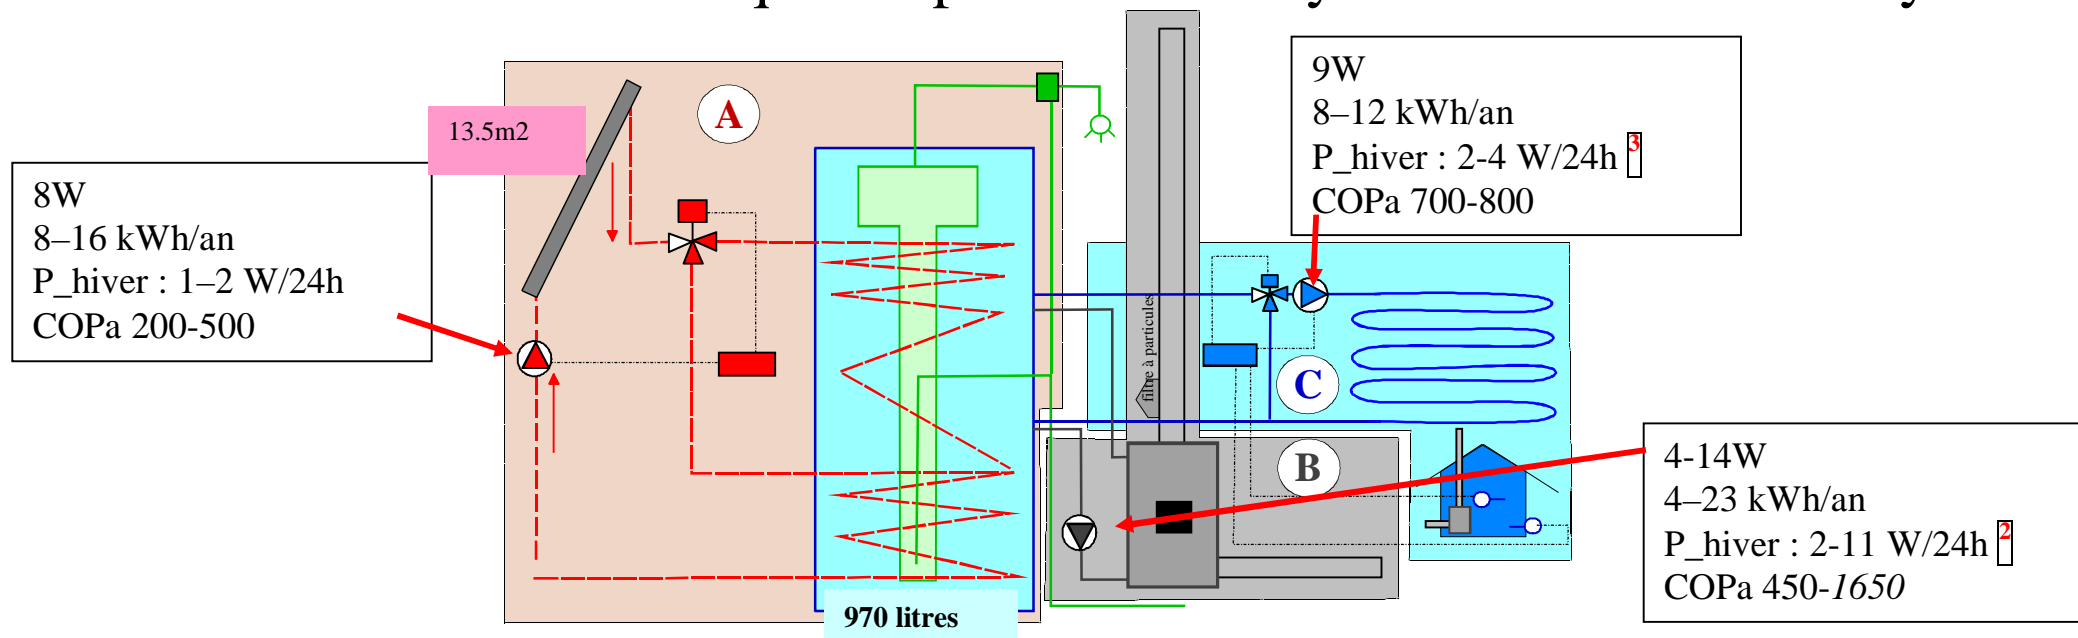 13.5m2
A
8W
8–16 kWh/an
P_hiver : 1–2 W/24h
COPa 200-500
9W
8–12 kWh/an
P_hiver : 2-4 W/24h 3
COPa 700-800
filtre à particules
C
B
4-14W
4–23 kWh/an
P_hiver : 2-11 W/24h 2
COPa 450-1650
970 litres